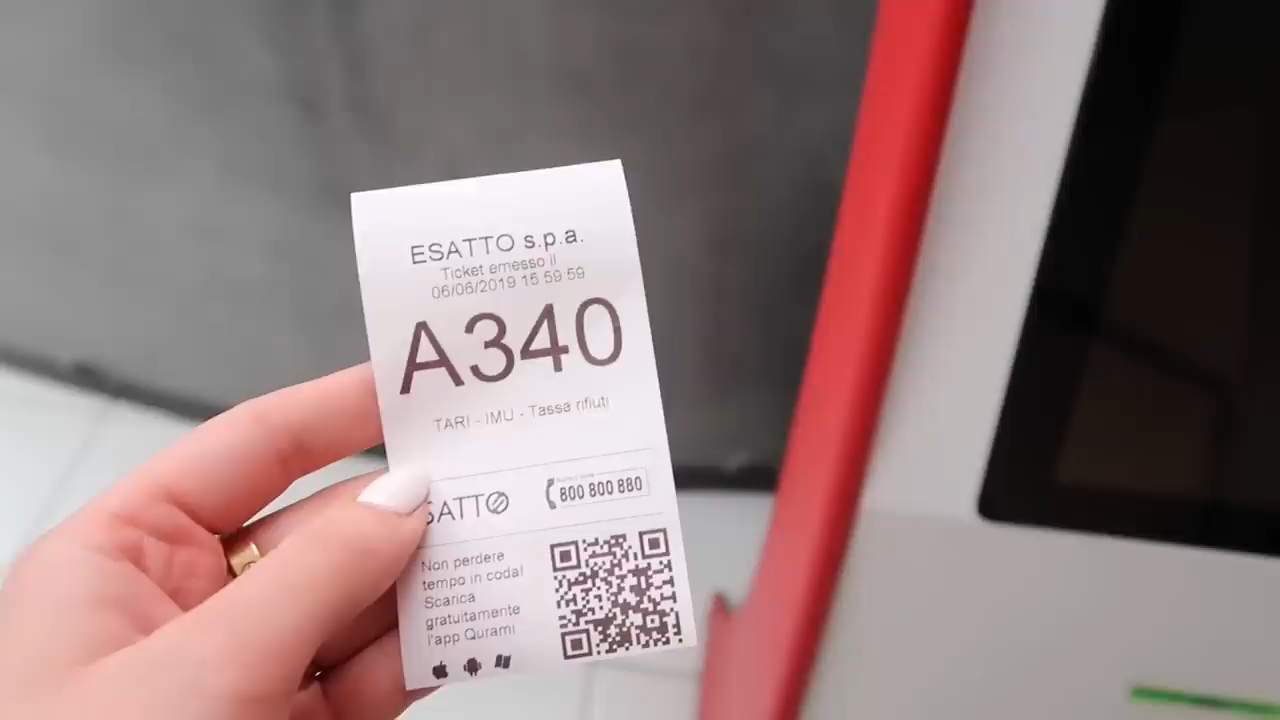 ESATTO s.p.a.
Ticket emesso il
06/06/2019 15 59 59
A340
TARI - IMU - Tassa rifiuti
SATTO
800 800 880
Non perdere
tempo in coda!
Scarica
gratuitamente
l'app Qurami